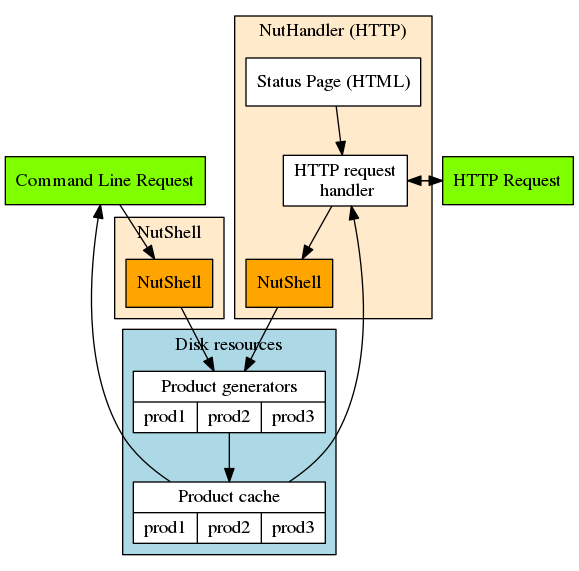 NutHandler (HTTP)
Status Page (HTML)
Command Line Request
HTTP request
handler
HTTP Request
NutShell
NutShell
NutShell
Disk resources
Product generators
prod1 prod2 prod3
Product cache
prod1 prod2 prod3